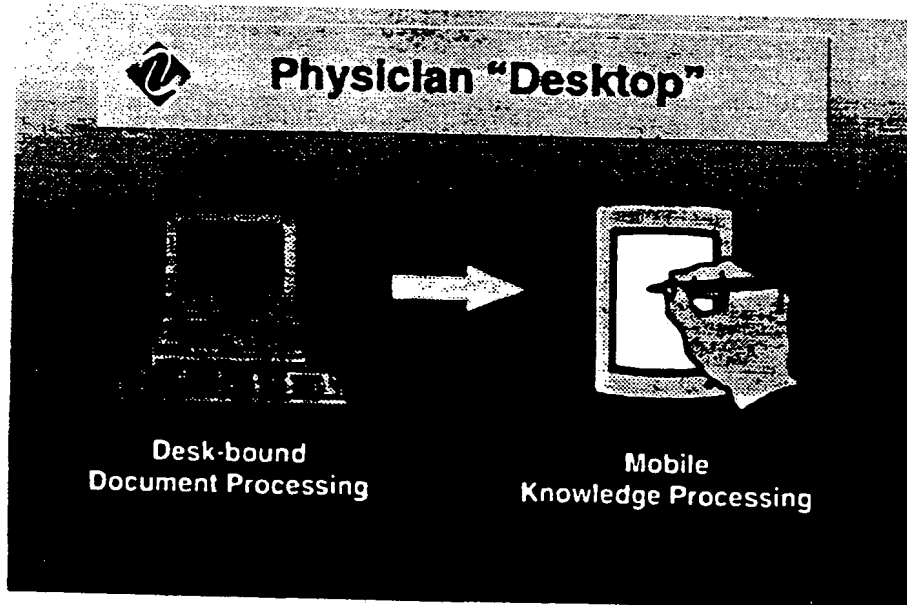 Physician “Desktop”
Desk-bound
Document Processing
Mobile
Knowledge Processing